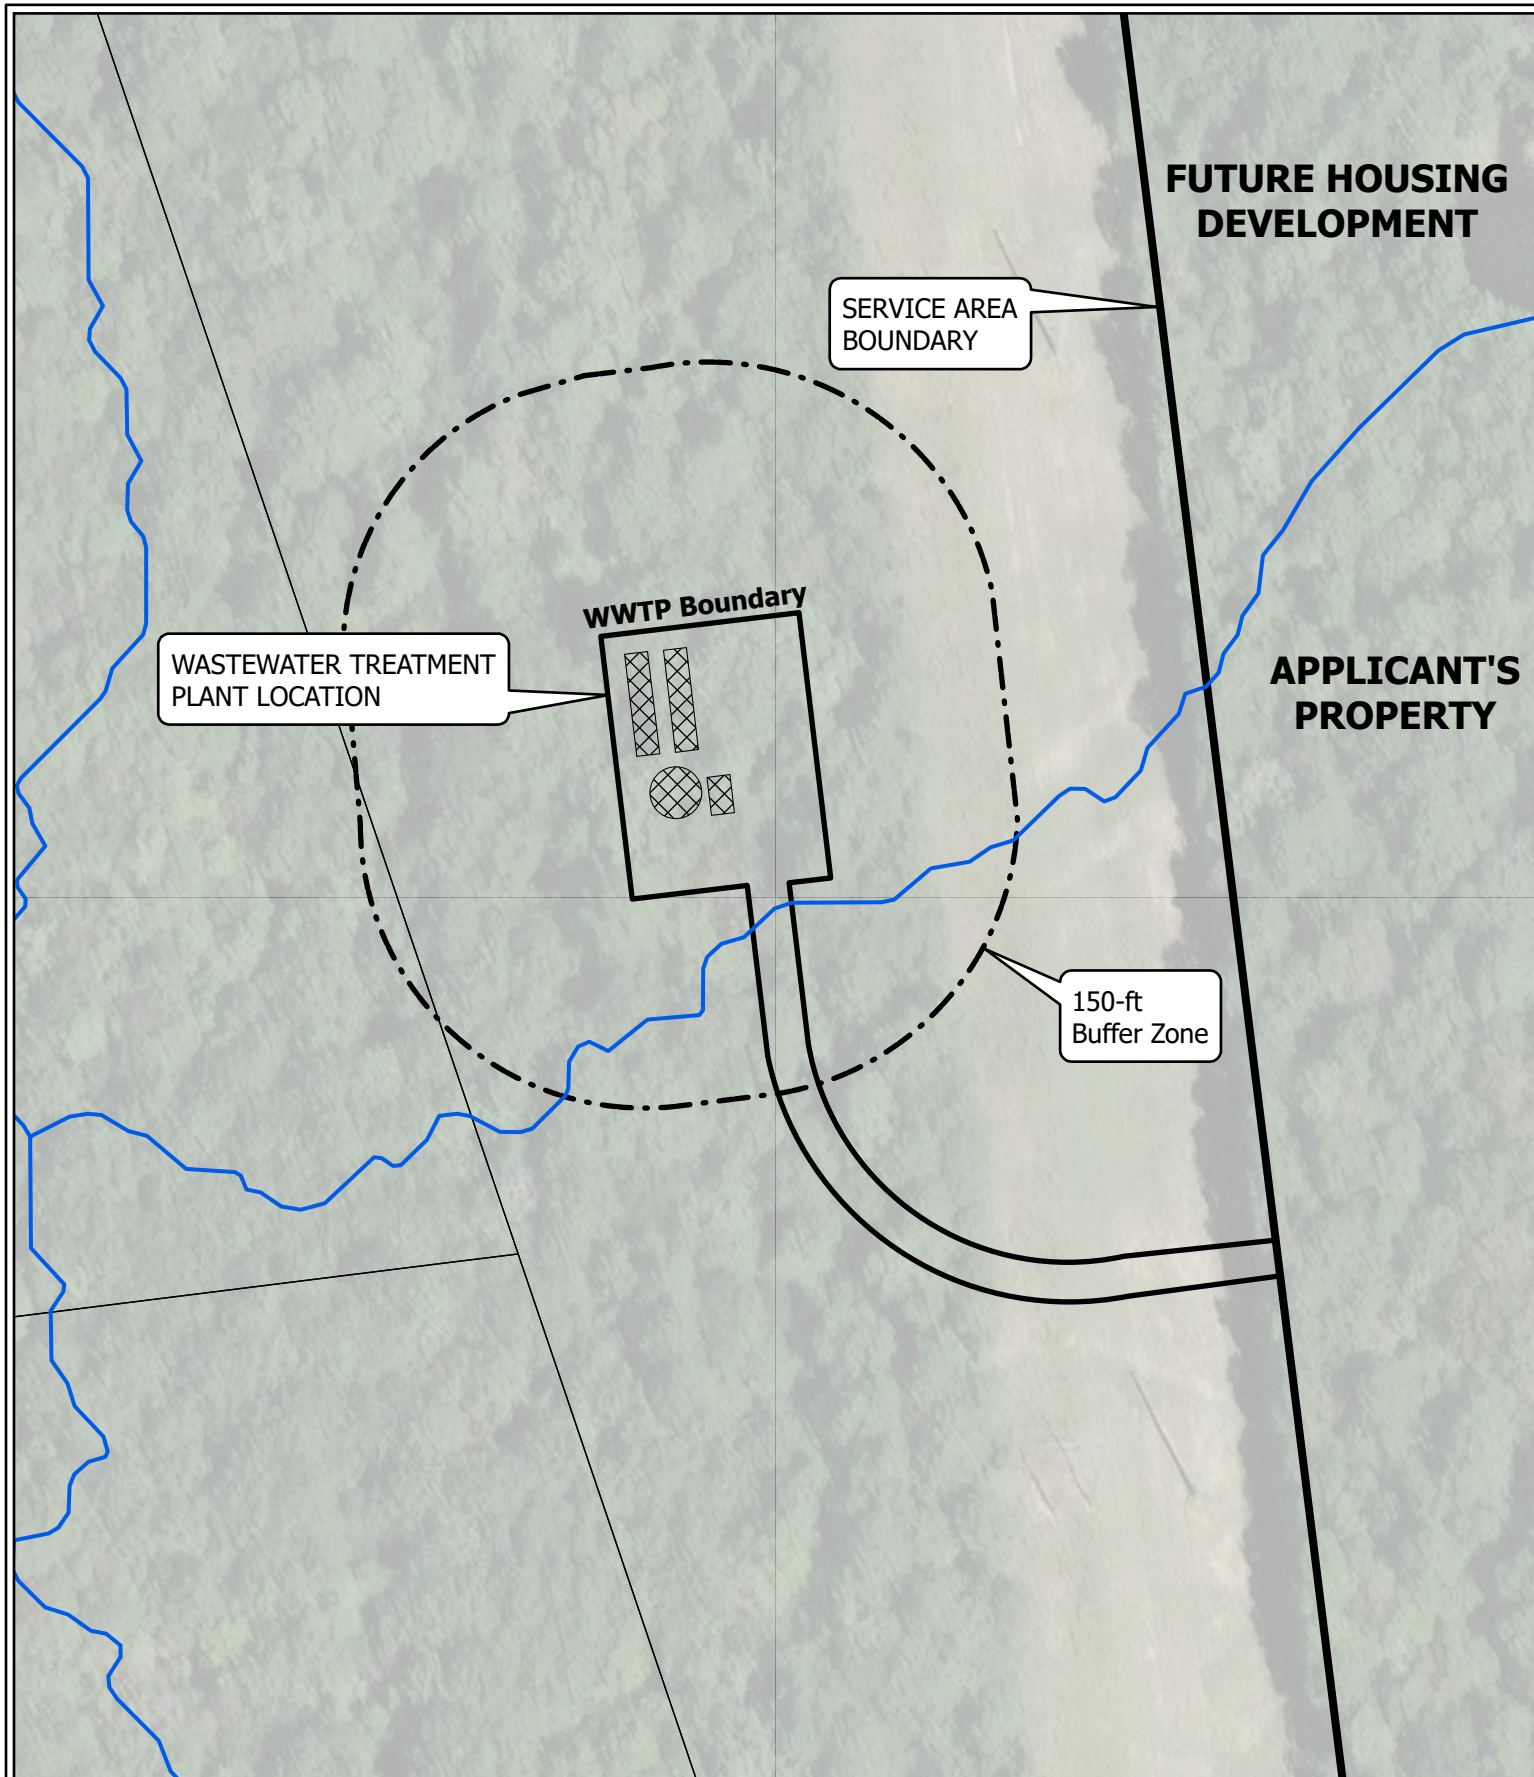 FUTURE HOUSING
DEVELOPMENT
SERVICE AREA
BOUNDARY
WWTP Boundary
WASTEWATER TREATMENT
PLANT LOCATION
APPLICANT'S
PROPERTY
150-ft
Buffer Zone